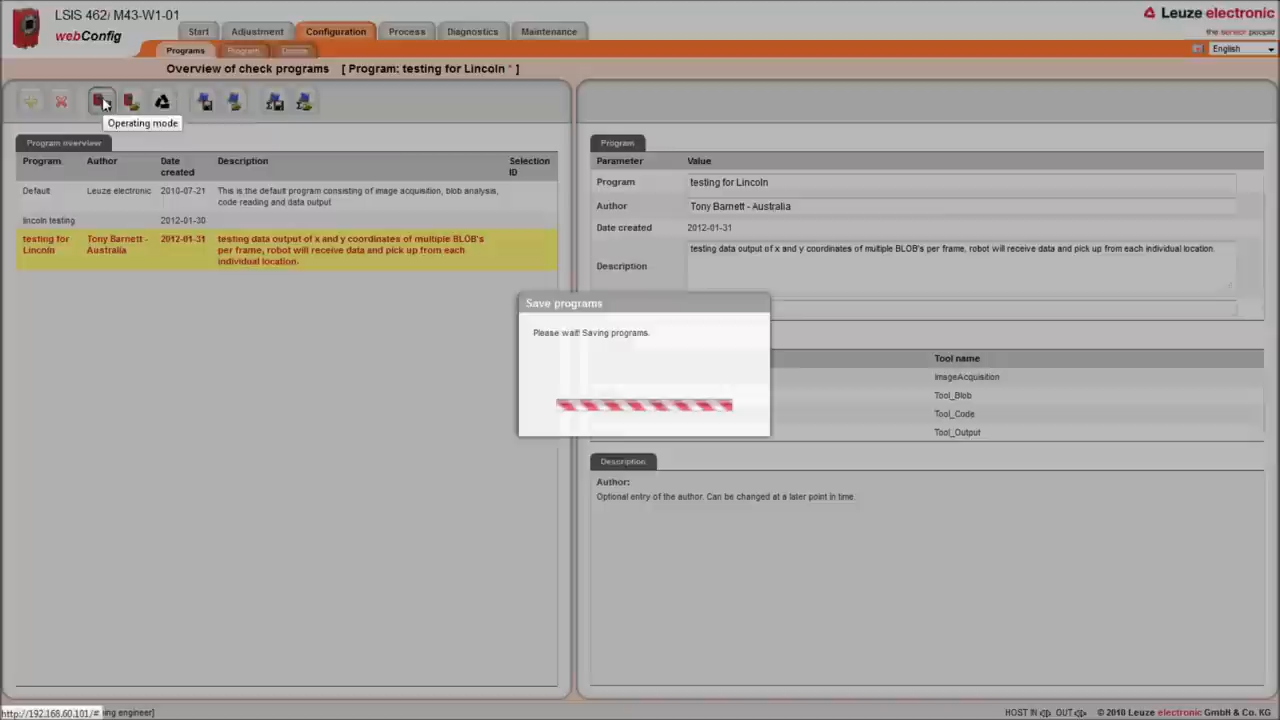 LSIS 462i M43-W1-01
webConfig
Start Adjustment Configuration Process Diagnostics Maintenance
Leuze electronic
the sensor people
Programs Program Device
English
Overview of check programs [ Program: testing for Lincoln * ]
Operating mode
Program overview
Program Author Date created Description Selection ID
Default Leuze electronic 2010-07-21 This is the default program consisting of image acquisition, blob analysis, code reading and data output
lincoln testing 2012-01-30
testing for Lincoln Tony Barnett - Australia 2012-01-31 testing data output of x and y coordinates of multiple BLOB's per frame, robot will receive data and pick up from each individual location.
Program
Parameter Value
Program testing for Lincoln
Author Tony Barnett - Australia
Date created 2012-01-31
Description testing data output of x and y coordinates of multiple BLOB's per frame, robot will receive data and pick up from each individual location.
Save programs
Please wait! Saving programs.
Tool name
ImageAcquisition
Tool_Blob
Tool_Code
Tool_Output
Description
Author:
Optional entry of the author. Can be changed at a later point in time.
http://192.168.60.101/# ing engineer]
HOST IN OUT © 2010 Leuze electronic GmbH & Co. KG